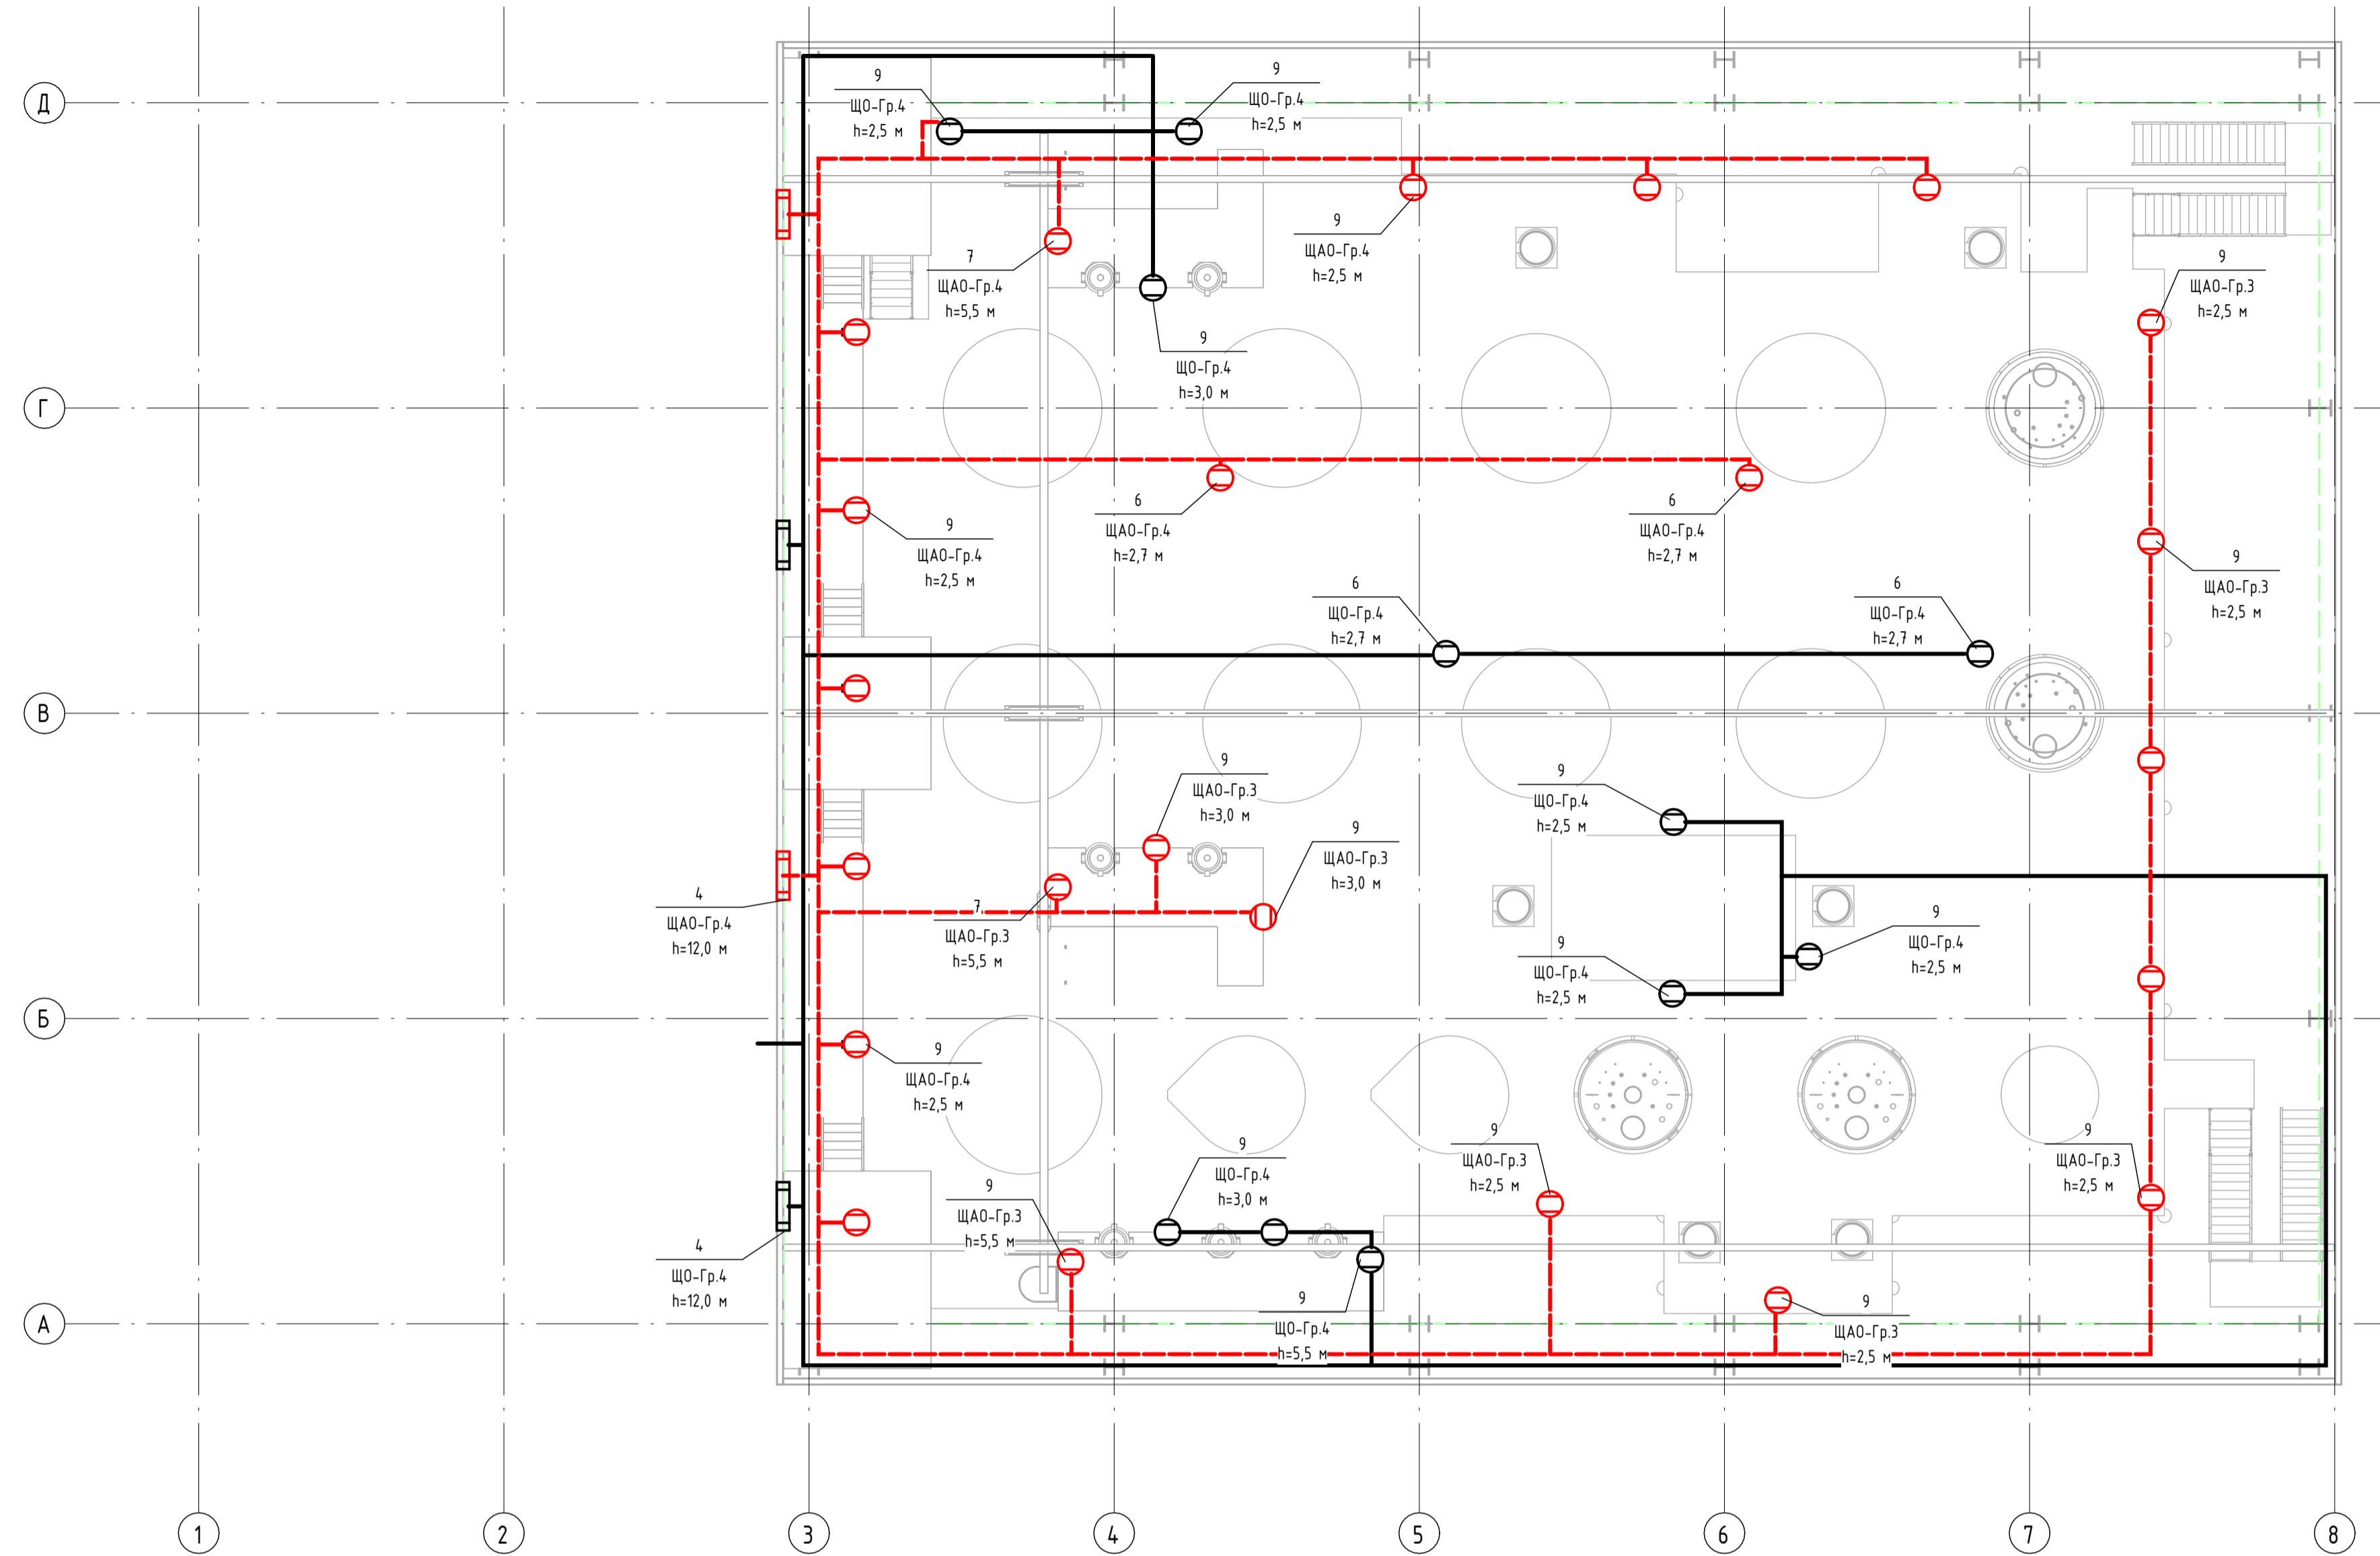 9
ЩО-Гр.4
h=2,5 м
9
ЩО-Гр.4
h=2,5 м
Д
9
ЩАО-Гр.4
h=2,5 м
7
ЩАО-Гр.4
h=5,5 м
9
ЩАО-Гр.3
h=2,5 м
9
ЩО-Гр.4
h=3,0 м
Г
6
ЩАО-Гр.4
h=2,7 м
6
ЩАО-Гр.4
h=2,7 м
9
ЩАО-Гр.4
h=2,5 м
9
ЩАО-Гр.3
h=2,5 м
6
ЩО-Гр.4
h=2,7 м
6
ЩО-Гр.4
h=2,7 м
В
9
ЩАО-Гр.3
h=3,0 м
9
ЩО-Гр.4
h=2,5 м
9
ЩАО-Гр.3
h=3,0 м
4
ЩАО-Гр.4
h=12,0 м
7
ЩАО-Гр.3
h=5,5 м
9
ЩО-Гр.4
h=2,5 м
9
ЩО-Гр.4
h=2,5 м
Б
9
ЩАО-Гр.4
h=2,5 м
9
ЩО-Гр.4
h=3,0 м
9
ЩАО-Гр.3
h=2,5 м
9
ЩАО-Гр.3
h=2,5 м
9
ЩАО-Гр.3
h=5,5 м
4
ЩО-Гр.4
h=12,0 м
9
ЩО-Гр.4
h=5,5 м
9
ЩАО-Гр.3
h=2,5 м
А
1
2
3
4
5
6
7
8